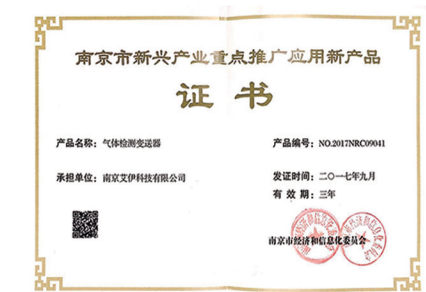 南京市新兴产业重点推广应用新产品
证书
产品名称：气体检测变送器
产品编号：NO.2017NRC09041
承担单位：南京艾伊科技有限公司
发证时间：二〇一七年九月
有 效 期：三年
南京市经济和信息化委员会